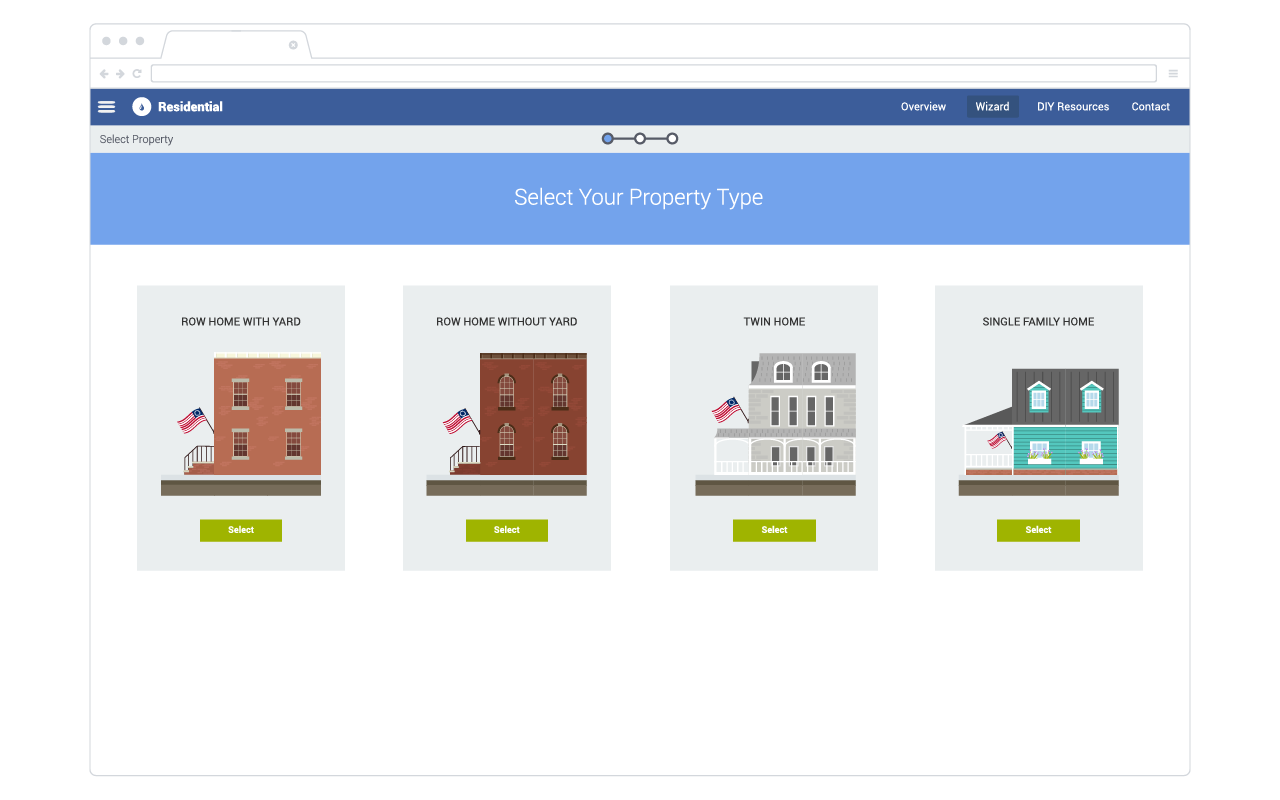 Residential
Overview
Wizard
DIY Resources
Contact
Select Property
Select Your Property Type
ROW HOME WITH YARD
ROW HOME WITHOUT YARD
TWIN HOME
SINGLE FAMILY HOME
Select
Select
Select
Select